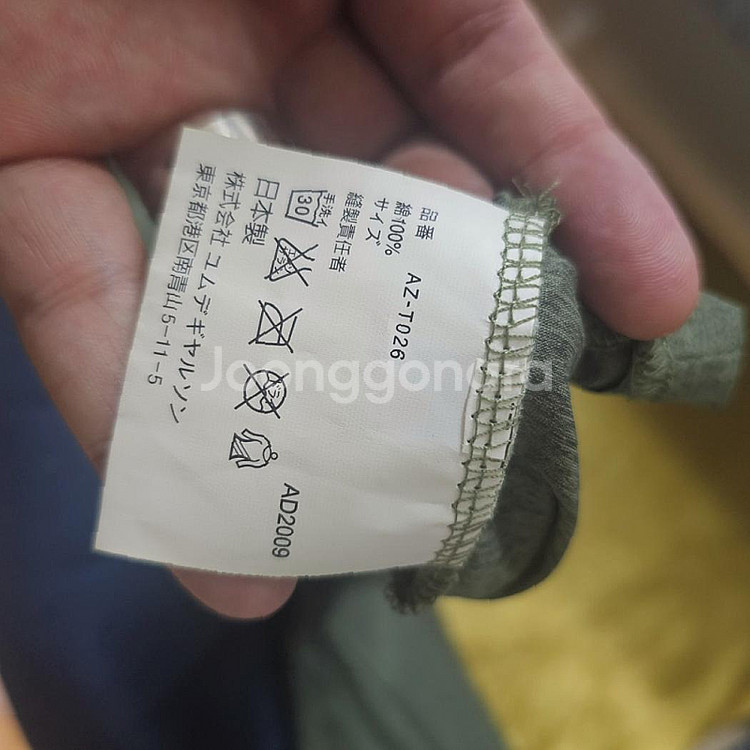 品番 AZ-T026
綿100%
サイズ
縫製責任者
手洗イ
30
日本製 AD2009
株式会社 コムデギャルソン
東京都港区南青山5-11-5
Joonggonara